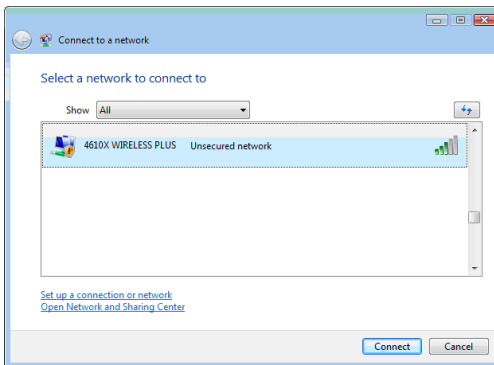 Connect to a network
Select a network to connect to
Show All
4610X WIRELESS PLUS Unsecured network
Set up a connection or network
Open Network and Sharing Center
Connect Cancel